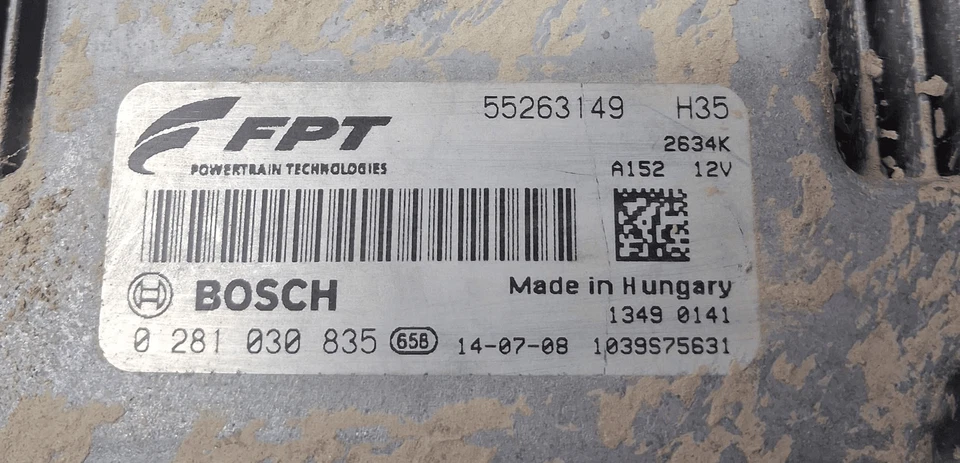 FPT
POWERTRAIN TECHNOLOGIES
55263149 H35
2634K
A152 12V
BOSCH
Made in Hungary
1349 0141
0 281 030 835 65B 14-07-08 1039S75631